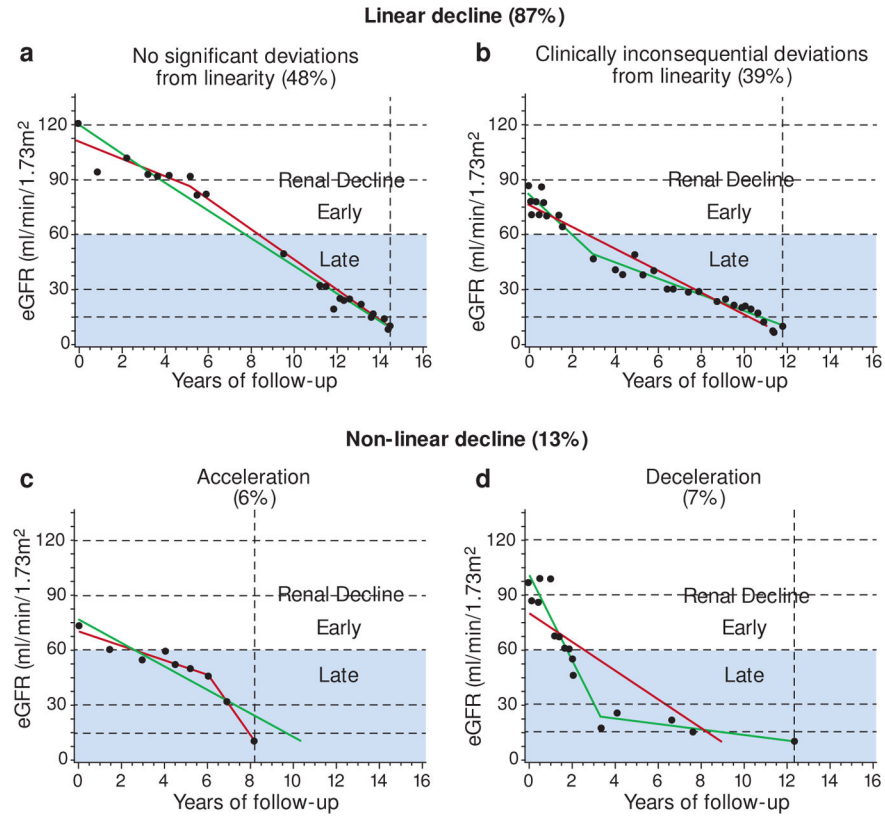 Linear decline (87%)
a
No significant deviations
from linearity (48%)
120
90
60
30
0
eGFR (ml/min/1.73m²
Renal Decline
Early
Late
0 2 4 6 8 10 12 14 16
Years of follow-up
b
Clinically inconsequential deviations
from linearity (39%)
120
90
60
30
0
eGFR (ml/min/1.73m²
Renal Decline
Early
Late
0 2 4 6 8 10 12 14 16
Years of follow-up
Non-linear decline (13%)
c
Acceleration
(6%)
120
90
60
30
0
eGFR (ml/min/1.73m²
Renal Decline
Early
Late
0 2 4 6 8 10 12 14 16
Years of follow-up
d
Deceleration
(7%)
120
90
60
30
0
eGFR (ml/min/1.73m²
Renal Decline
Early
Late
0 2 4 6 8 10 12 14 16
Years of follow-up